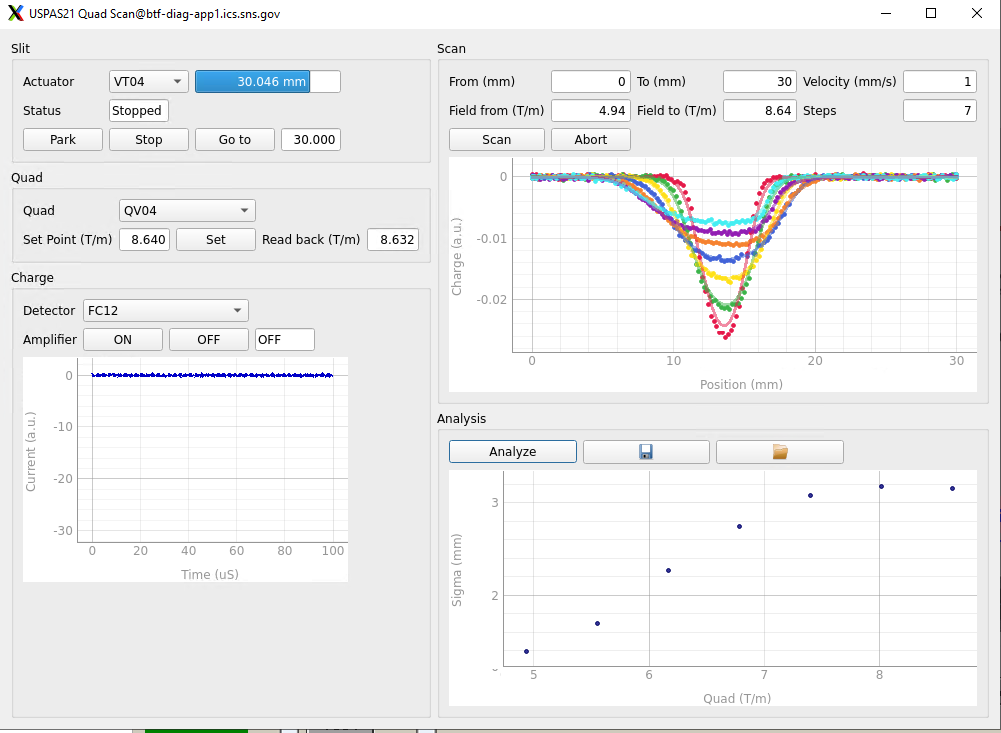 USPAS21 Quad Scan@btf-diag-app1.ics.sns.gov
Slit
Actuator VT04 30.046 mm
Status Stopped
Park Stop Go to 30.000
Quad
Quad QV04
Set Point (T/m) 8.640 Set Read back (T/m) 8.632
Charge
Detector FC12
Amplifier ON OFF OFF
0
-10
-20
-30
Current (a.u.)
0 20 40 60 80 100
Time (uS)
Scan
From (mm) 0 To (mm) 30 Velocity (mm/s) 1
Field from (T/m) 4.94 Field to (T/m) 8.64 Steps 7
Scan Abort
0
-0.01
-0.02
Charge (a.u.)
0 10 20 30
Position (mm)
Analysis
Analyze
3
2
Sigma (mm)
5 6 7 8
Quad (T/m)